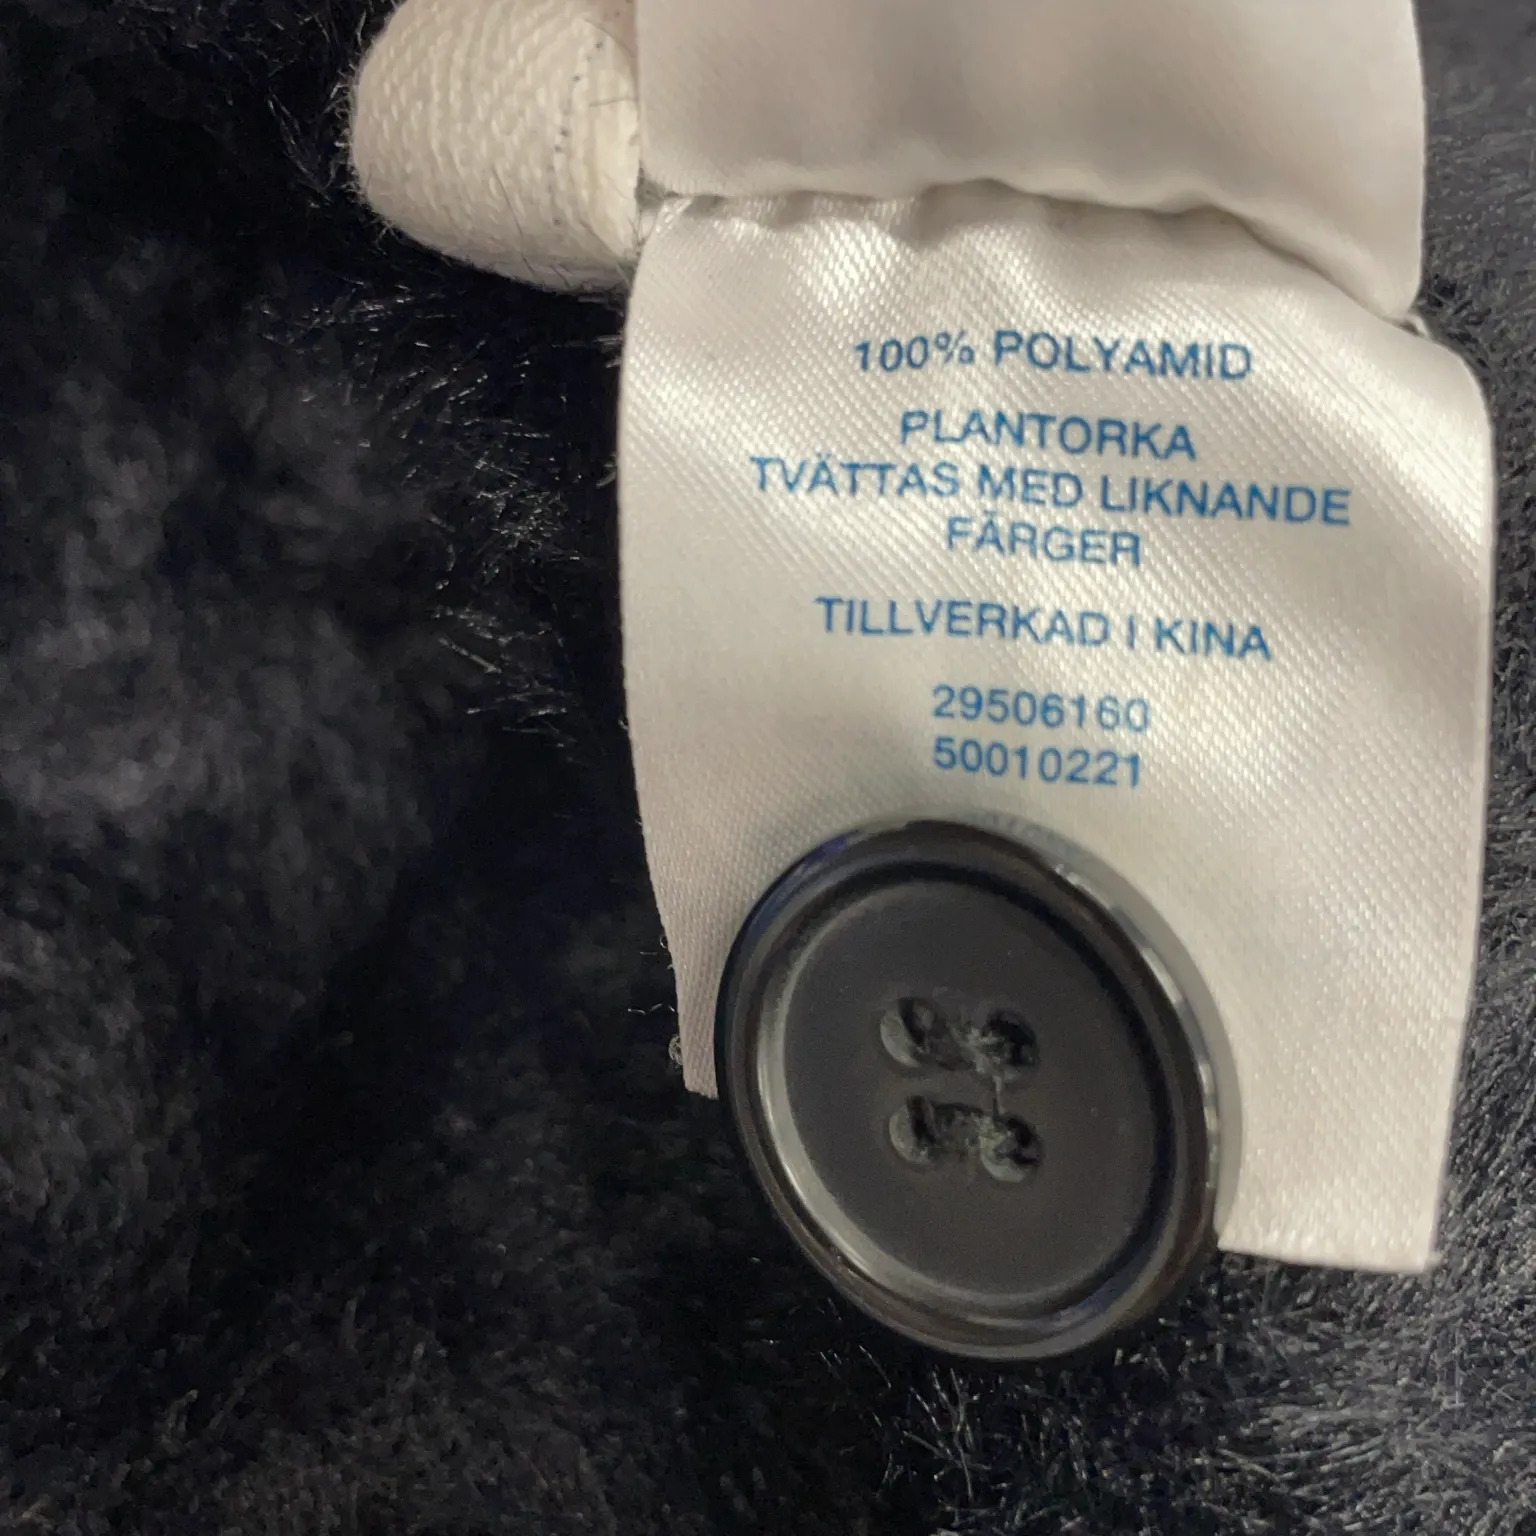 100% POLYAMID
PLANTORKA
TVÄTTAS MED LIKNANDE
FÄRGER
TILLVERKAD I KINA
29506160
50010221